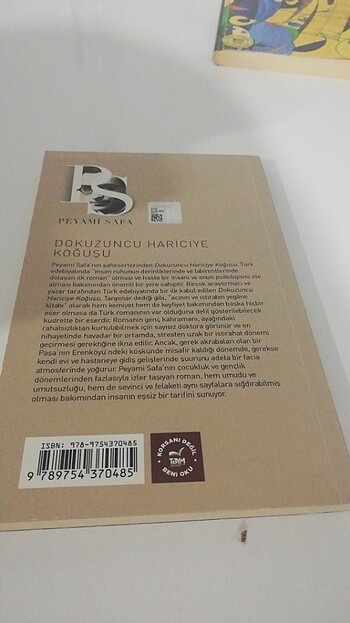 PS
PEYAMİ SAFA
DOKUZUNCU HARİCİYE
KOĞUŞU
Peyami Safa'nın şaheserlerinden Dokuzuncu Hariciye Koğuşu, Türk
edebiyatında "insan ruhunun derinliklerinde ve labirentlerinde
dolaşan ilk roman" olması ve hasta bir insanı ve onun psikolojisini ele
alması bakımından önemli bir yere sahiptir. Birçok araştırmacı ve
yazar tarafından Türk edebiyatında bir ilk kabul edilen Dokuzuncu
Hariciye Koğuşu, Tanpınar dediği gibi, "acının ve ıstırabın yegâne
kitabı" olarak hem kemiyet hem de keyfiyet bakımından başka hiçbir
eser olmasa da Türk romanının var olduğuna delil gösterilebilecek
kudrette bir eserdir. Romanın genç kahramanı, ayağındaki
rahatsızlıktan kurtulabilmek için sayısız doktora görünür ve en
nihayetinde havadar bir ortamda, stresten uzak bir istirahat dönemi
geçirmesi gerektiğine ikna edilir. Ancak, gerek akrabaları olan bir
Paşa'nın Erenköyü'ndeki köşkünde misafir kaldığı dönemde, gerekse
kendi evi ve hastaneye gidiş gelişlerinde şuurunu adeta bir facia
atmosferinde yoğurur. Peyami Safa'nın çocukluk ve gençlik
dönemlerinden fazlasıyla izler taşıyan roman, hem umudu ve
umutsuzluğu, hem de sevinci ve felaketi aynı sayfalara sığdırabilmiş
olması bakımından insanın eşsiz bir tarifini sunuyor.
ISBN: 978-9754370485
9 789754 370485
KORSANI DEĞİL
BENİ OKU